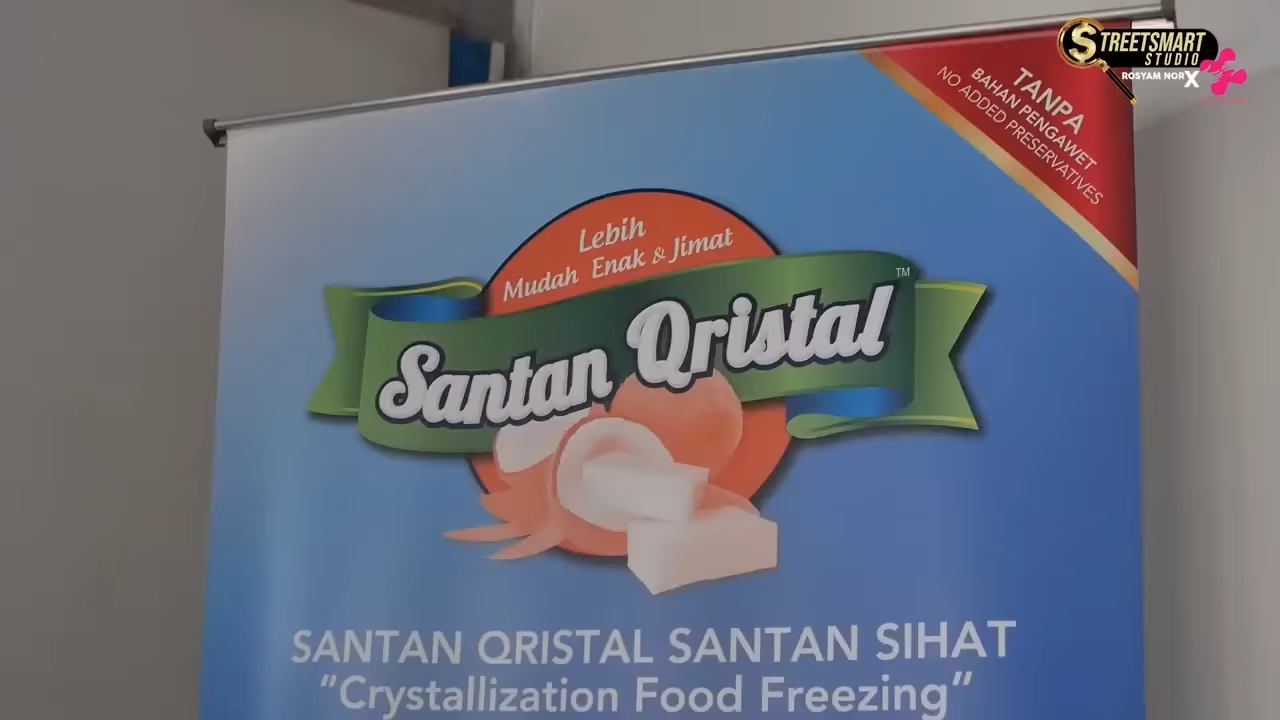 STREETSMART
STUDIO
ROSYAM NOR X
TANPA
BAHAN PENGAWET
NO ADDED PRESERVATIVES
Lebih
Mudah Enak & Jimat
Santan Qristal TM
SANTAN QRISTAL SANTAN SIHAT
“Crystallization Food Freezing”